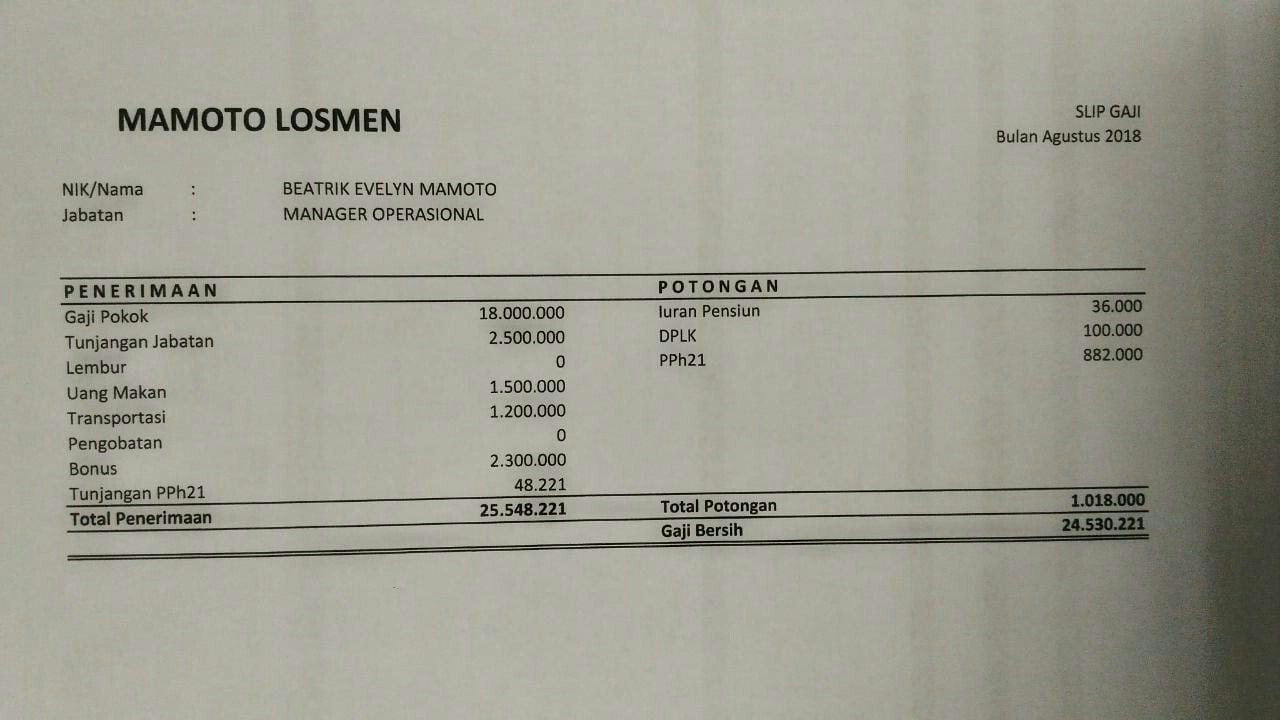 MAMOTO LOSMEN
SLIP GAJI
Bulan Agustus 2018
NIK/Nama : BEATRIK EVELYN MAMOTO
Jabatan : MANAGER OPERASIONAL
PENERIMAAN POTONGAN
Gaji Pokok 18.000.000 Iuran Pensiun 36.000
Tunjangan Jabatan 2.500.000 DPLK 100.000
Lembur 0 PPh21 882.000
Uang Makan 1.500.000
Transportasi 1.200.000
Pengobatan 0
Bonus 2.300.000
Tunjangan PPh21 48.221
Total Penerimaan 25.548.221 Total Potongan 1.018.000
Gaji Bersih 24.530.221